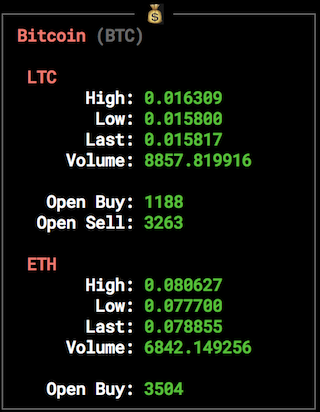 Bitcoin (BTC)
LTC
High: 0.016309
Low: 0.015800
Last: 0.015817
Volume: 8857.819916
Open Buy: 1188
Open Sell: 3263
ETH
High: 0.080627
Low: 0.077700
Last: 0.078855
Volume: 6842.149256
Open Buy: 3504